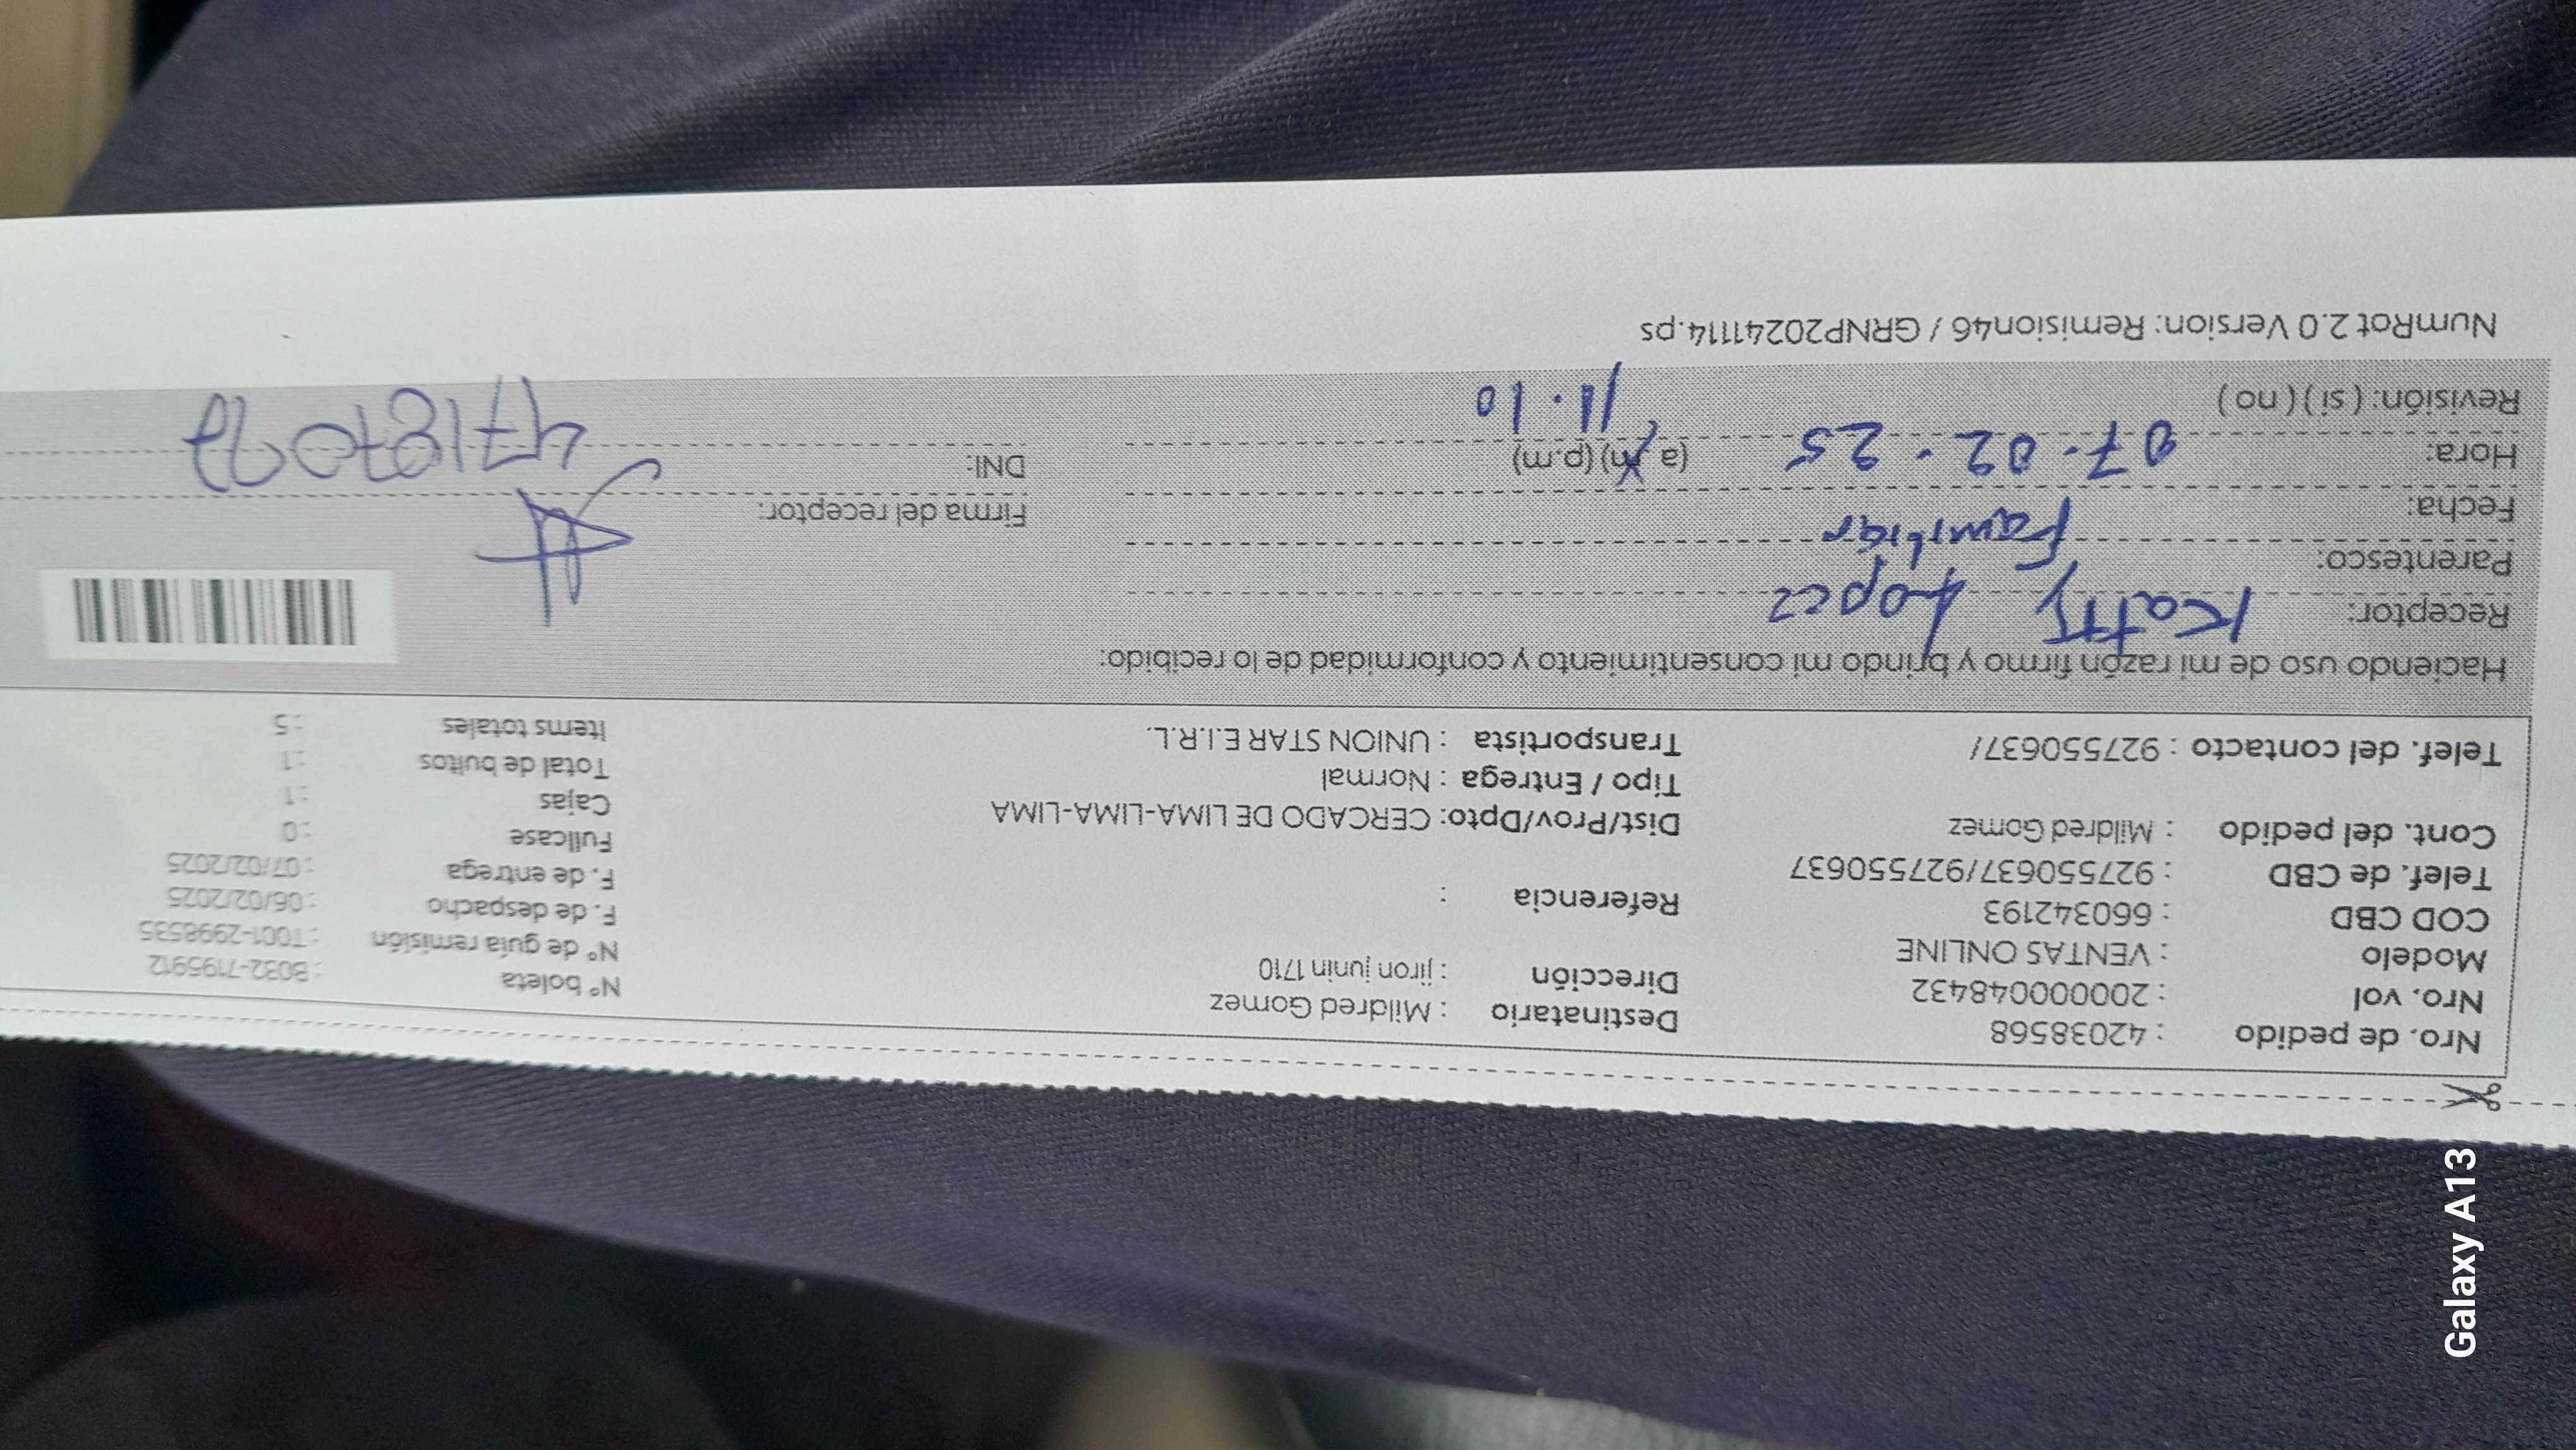 Nro. de pedido : 42038568
Nro. vol : 2000000048432
Modelo : VENTAS ONLINE
COD CBD : 660342193
Telef. de CBD : 927550637/927550637
Cont. del pedido : Mildred Gomez
Telef. del contacto : 927550637/
Destinatario : Mildred Gomez
Dirección : jiron junin 1710
Referencia :
Dist/Prov/Dpto: CERCADO DE LIMA-LIMA-LIMA
Tipo / Entrega : Normal
Transportista : UNION STAR E.I.R.L.
N° boleta : B032-7195912
N° de guía remisión : T001-2998535
F. de despacho : 06/02/2025
F. de entrega : 07/02/2025
Fullcase : 0
Cajas : 1
Total de bultos : 1
Items totales : 5
Haciendo uso de mi razón firmo y brindo mi consentimiento y conformidad de lo recibido:
Receptor: Katty Lopez
Parentesco: Familiar
Fecha: 07.02.25
Hora: 11.10 (a.m) (p.m)
Revisión: ( si ) ( no )
Firma del receptor:
DNI: 47187079
NumRot 2.0 Version: Remision46 / GRNP20241114.ps
Galaxy A13